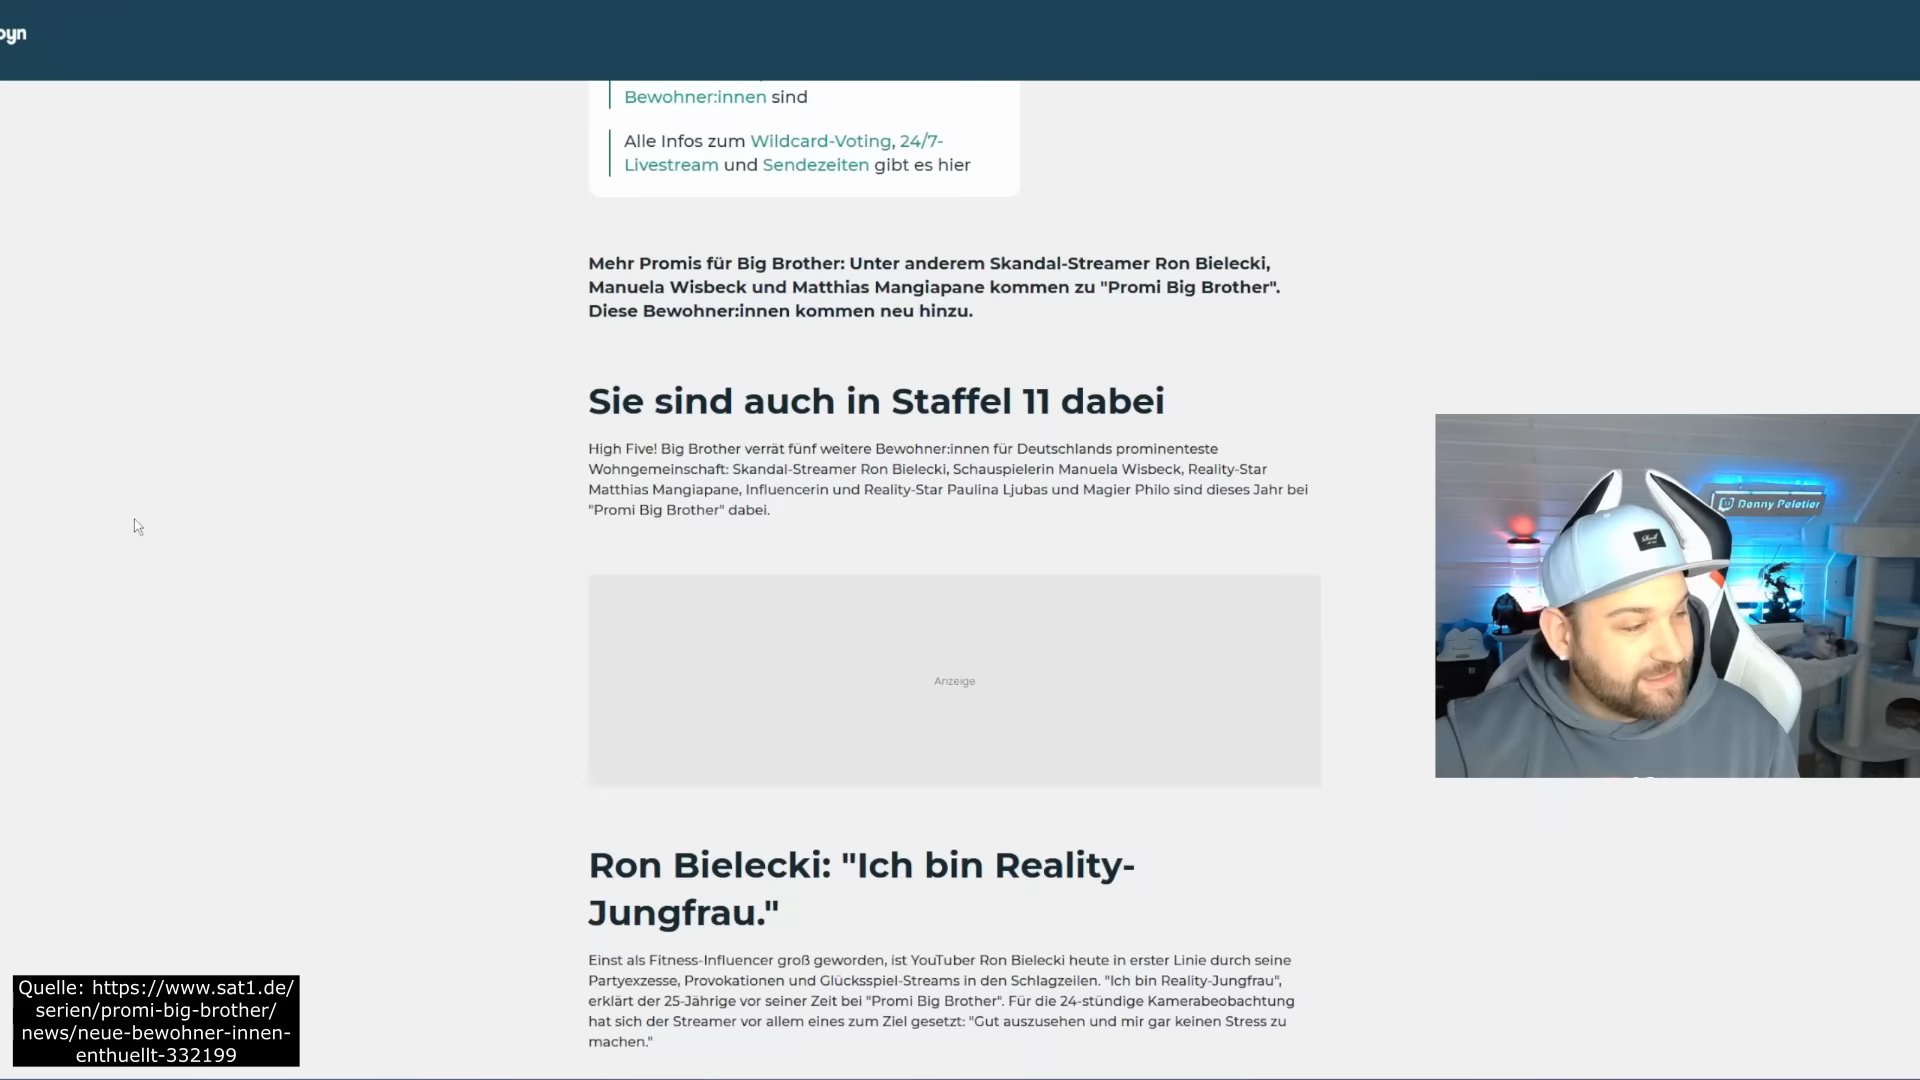 oyn
Bewohner:innen sind
Alle Infos zum Wildcard-Voting, 24/7-
Livestream und Sendezeiten gibt es hier
Mehr Promis für Big Brother: Unter anderem Skandal-Streamer Ron Bielecki,
Manuela Wisbeck und Matthias Mangiapane kommen zu "Promi Big Brother".
Diese Bewohner:innen kommen neu hinzu.
Sie sind auch in Staffel 11 dabei
High Five! Big Brother verrät fünf weitere Bewohner:innen für Deutschlands prominenteste
Wohngemeinschaft: Skandal-Streamer Ron Bielecki, Schauspielerin Manuela Wisbeck, Reality-Star
Matthias Mangiapane, Influencerin und Reality-Star Paulina Ljubas und Magier Philo sind dieses Jahr bei
"Promi Big Brother" dabei.
Donny Peletier
Anzeige
Ron Bielecki: "Ich bin Reality-
Jungfrau."
Einst als Fitness-Influencer groß geworden, ist YouTuber Ron Bielecki heute in erster Linie durch seine
Partyexzesse, Provokationen und Glücksspiel-Streams in den Schlagzeilen. "Ich bin Reality-Jungfrau",
erklärt der 25-Jährige vor seiner Zeit bei "Promi Big Brother". Für die 24-stündige Kamerabeobachtung
hat sich der Streamer vor allem eines zum Ziel gesetzt: "Gut auszusehen und mir gar keinen Stress zu
machen."
Quelle: https://www.sat1.de/
serien/promi-big-brother/
news/neue-bewohner-innen-
enthuellt-332199